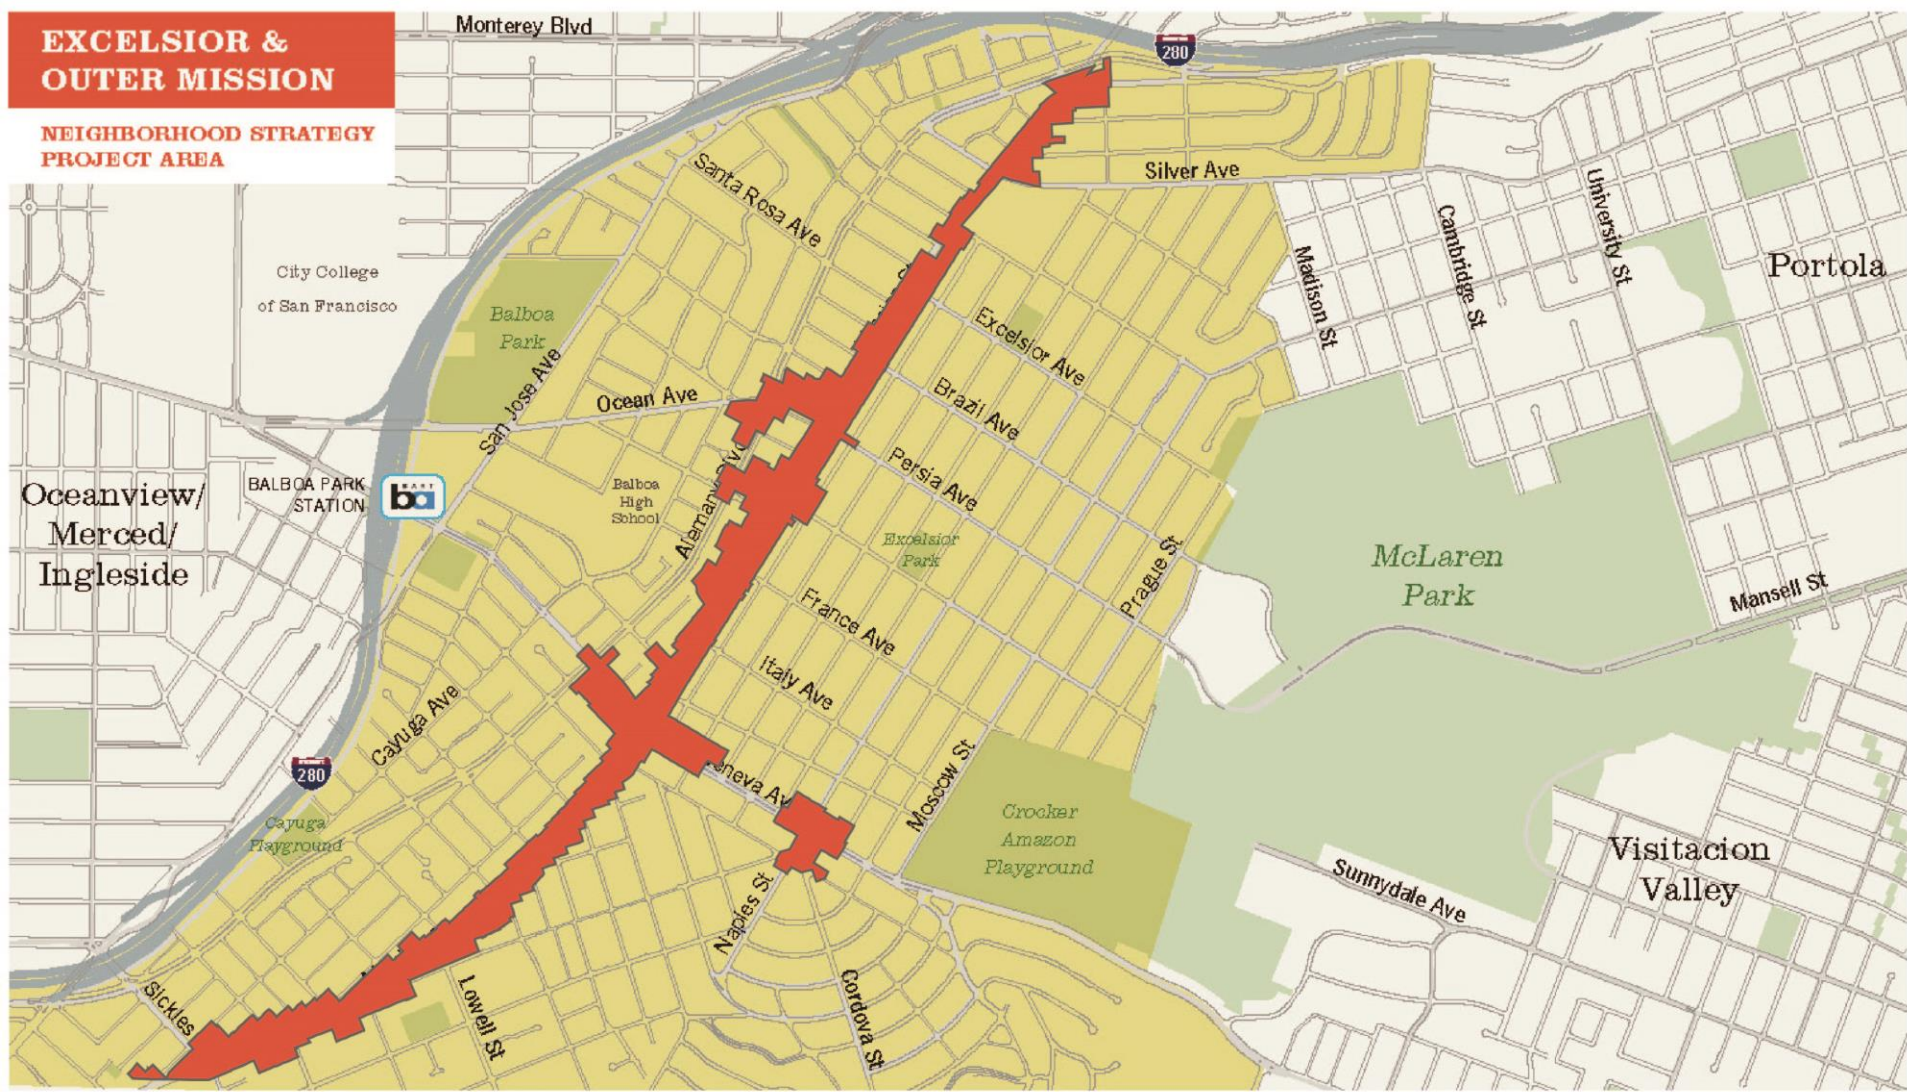 EXCELSIOR &
OUTER MISSION
NEIGHBORHOOD STRATEGY
PROJECT AREA
Monterey Blvd
280
Silver Ave
Santa Rosa Ave
University St
Cambridge St
Madison St
Portola
City College
of San Francisco
Balboa
Park
San Jose Ave
Ocean Ave
Excelsior Ave
Brazil Ave
Persia Ave
BALBOA PARK
STATION
BART
ba
Oceanview/
Merced/
Ingleside
Balboa
High
School
Alemany Blvd
Excelsior
Park
Prague St
McLaren
Park
Mansell St
France Ave
Italy Ave
Cayuga Ave
280
Moscow St
Cayuga
Playground
Crocker
Amazon
Playground
Visitacion
Valley
Sunnydale Ave
Naples St
Cordova St
Lowell St
Sickles